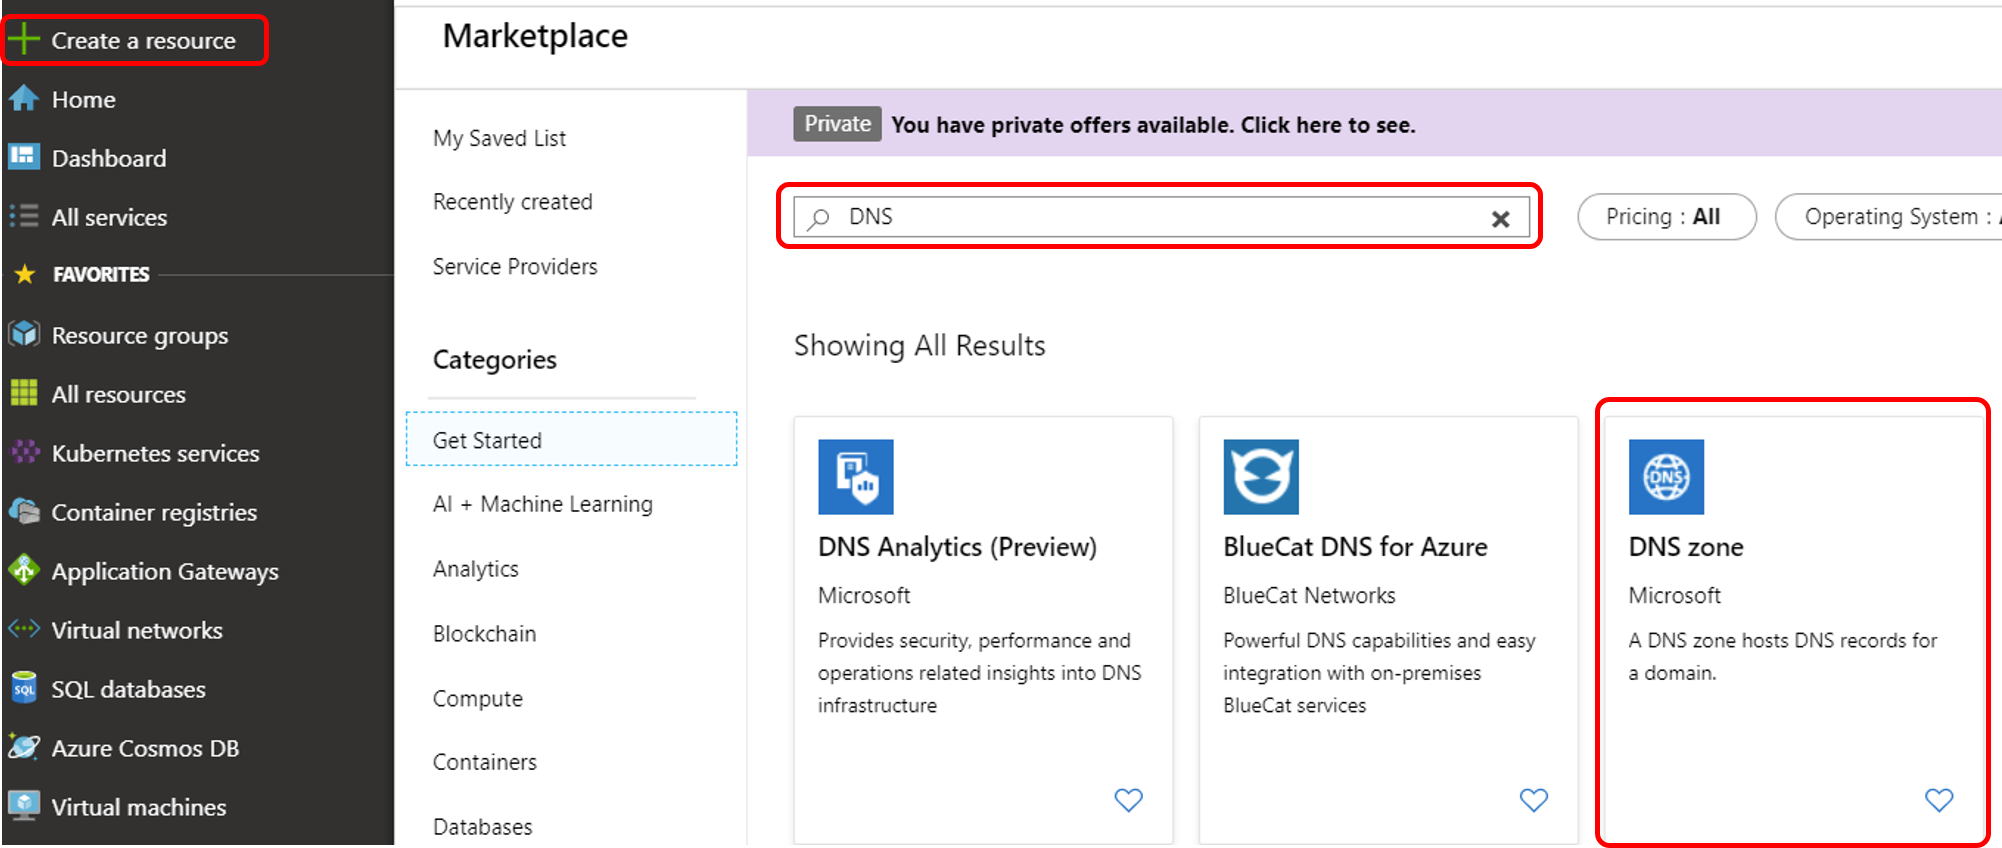 Create a resource
Home
Dashboard
All services
FAVORITES
Resource groups
All resources
Kubernetes services
Container registries
Application Gateways
Virtual networks
SQL
SQL databases
Azure Cosmos DB
Virtual machines
Marketplace
My Saved List
Recently created
Service Providers
Categories
Get Started
AI + Machine Learning
Analytics
Blockchain
Compute
Containers
Databases
Private You have private offers available. Click here to see.
DNS
Pricing : All
Operating System :
Showing All Results
DNS Analytics (Preview)
Microsoft
Provides security, performance and
operations related insights into DNS
infrastructure
BlueCat DNS for Azure
BlueCat Networks
Powerful DNS capabilities and easy
integration with on-premises
BlueCat services
DNS
DNS zone
Microsoft
A DNS zone hosts DNS records for
a domain.